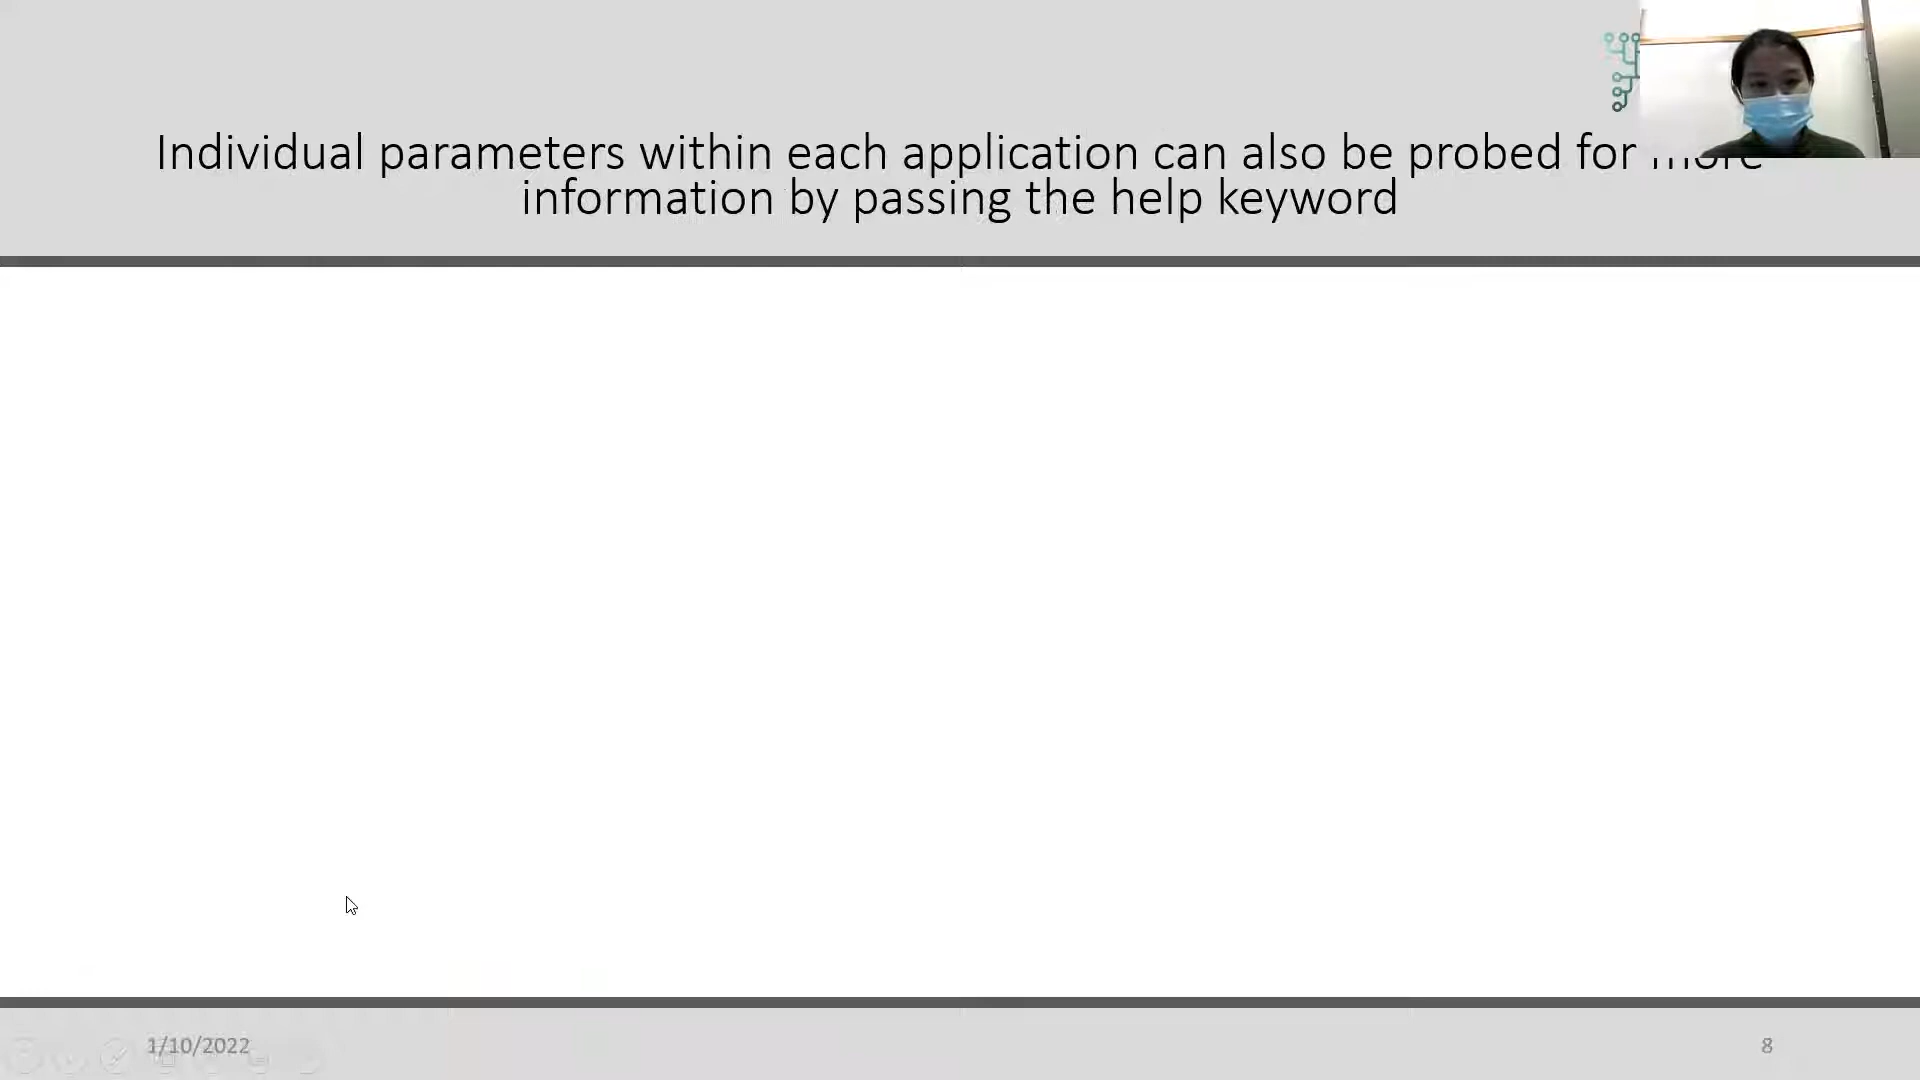 Individual parameters within each application can also be probed for more
information by passing the help keyword
1/10/2022
8